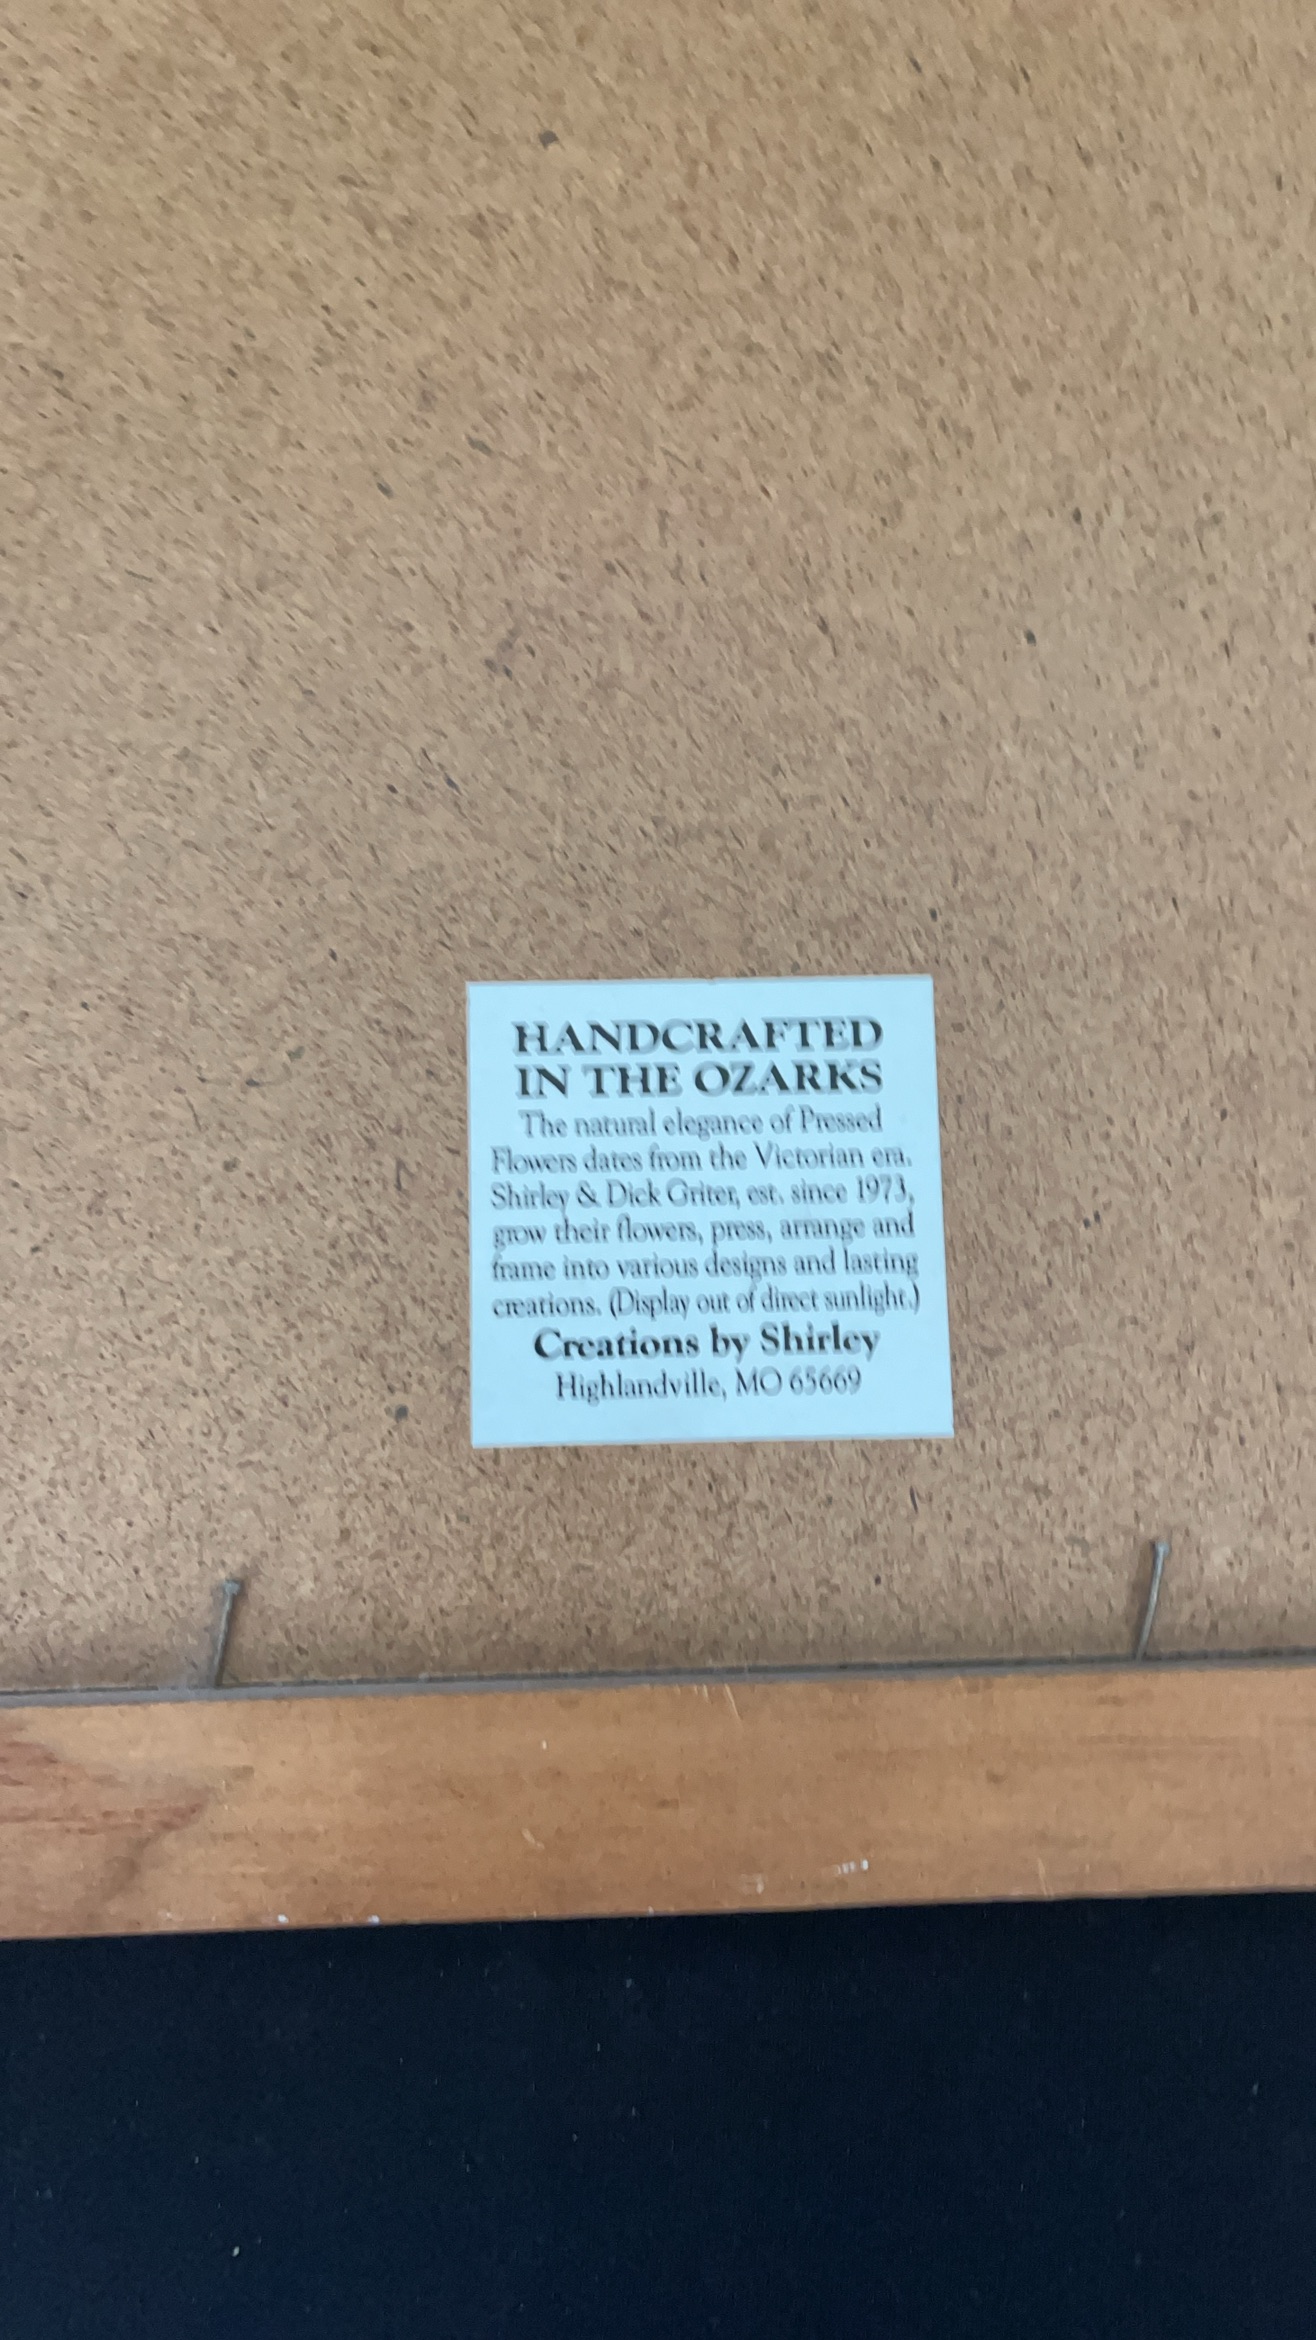 HANDCRAFTED
IN THE OZARKS
The natural elegance of Pressed
Flowers dates from the Victorian era.
Shirley & Dick Griter, est. since 1973,
grow their flowers, press, arrange and
frame into various designs and lasting
creations. (Display out of direct sunlight.)
Creations by Shirley
Highlandville, MO 65669